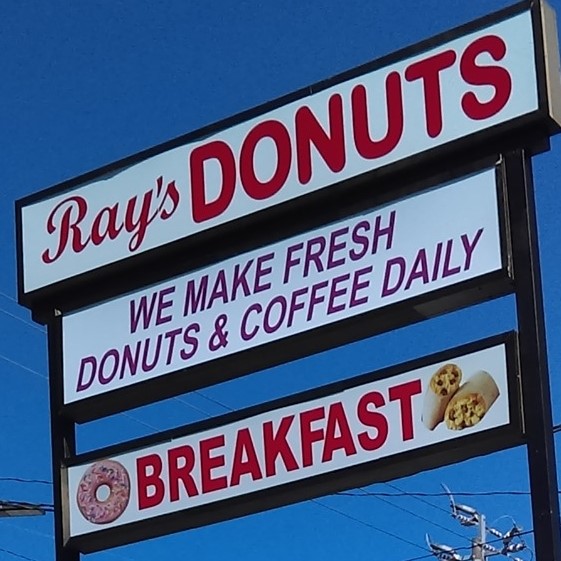 Ray's DONUTS
WE MAKE FRESH
DONUTS & COFFEE DAILY
BREAKFAST